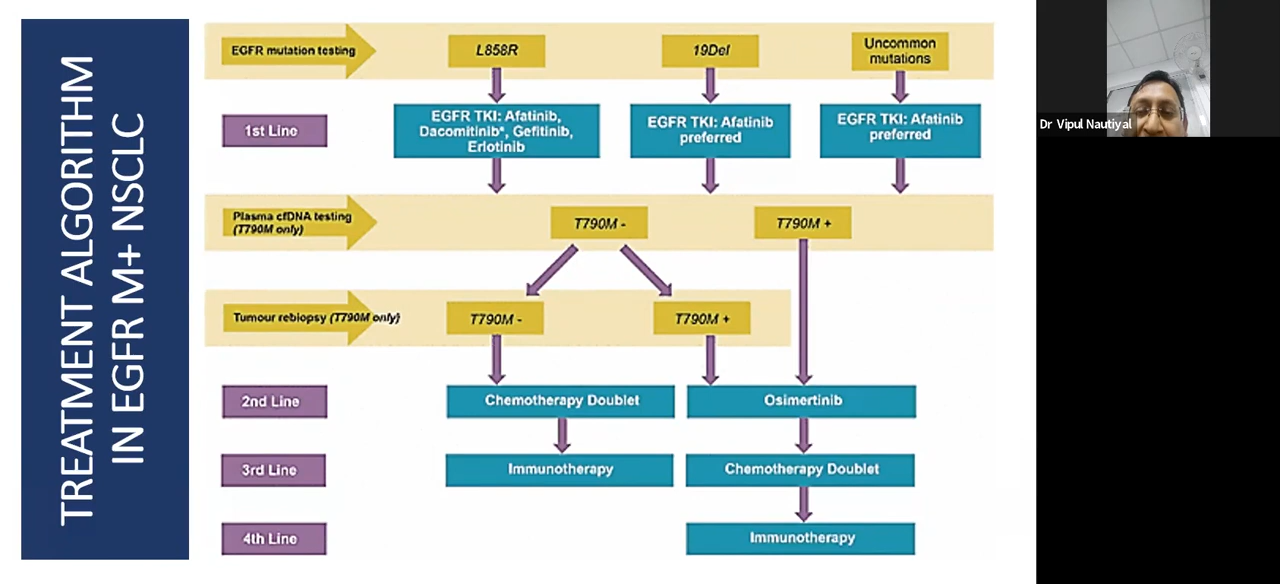 TREATMENT ALGORITHM
IN EGFR M+ NSCLC
EGFR mutation testing
L858R
19Del
Uncommon
mutations
1st Line
EGFR TKI: Afatinib,
Dacomitinib*, Gefitinib,
Erlotinib
EGFR TKI: Afatinib
preferred
EGFR TKI: Afatinib
preferred
Plasma cfDNA testing
(T790M only)
T790M -
T790M +
Tumour rebiopsy (T790M only)
T790M -
T790M +
2nd Line
Chemotherapy Doublet
Osimertinib
3rd Line
Immunotherapy
Chemotherapy Doublet
4th Line
Immunotherapy
Dr Vipul Nautiyal